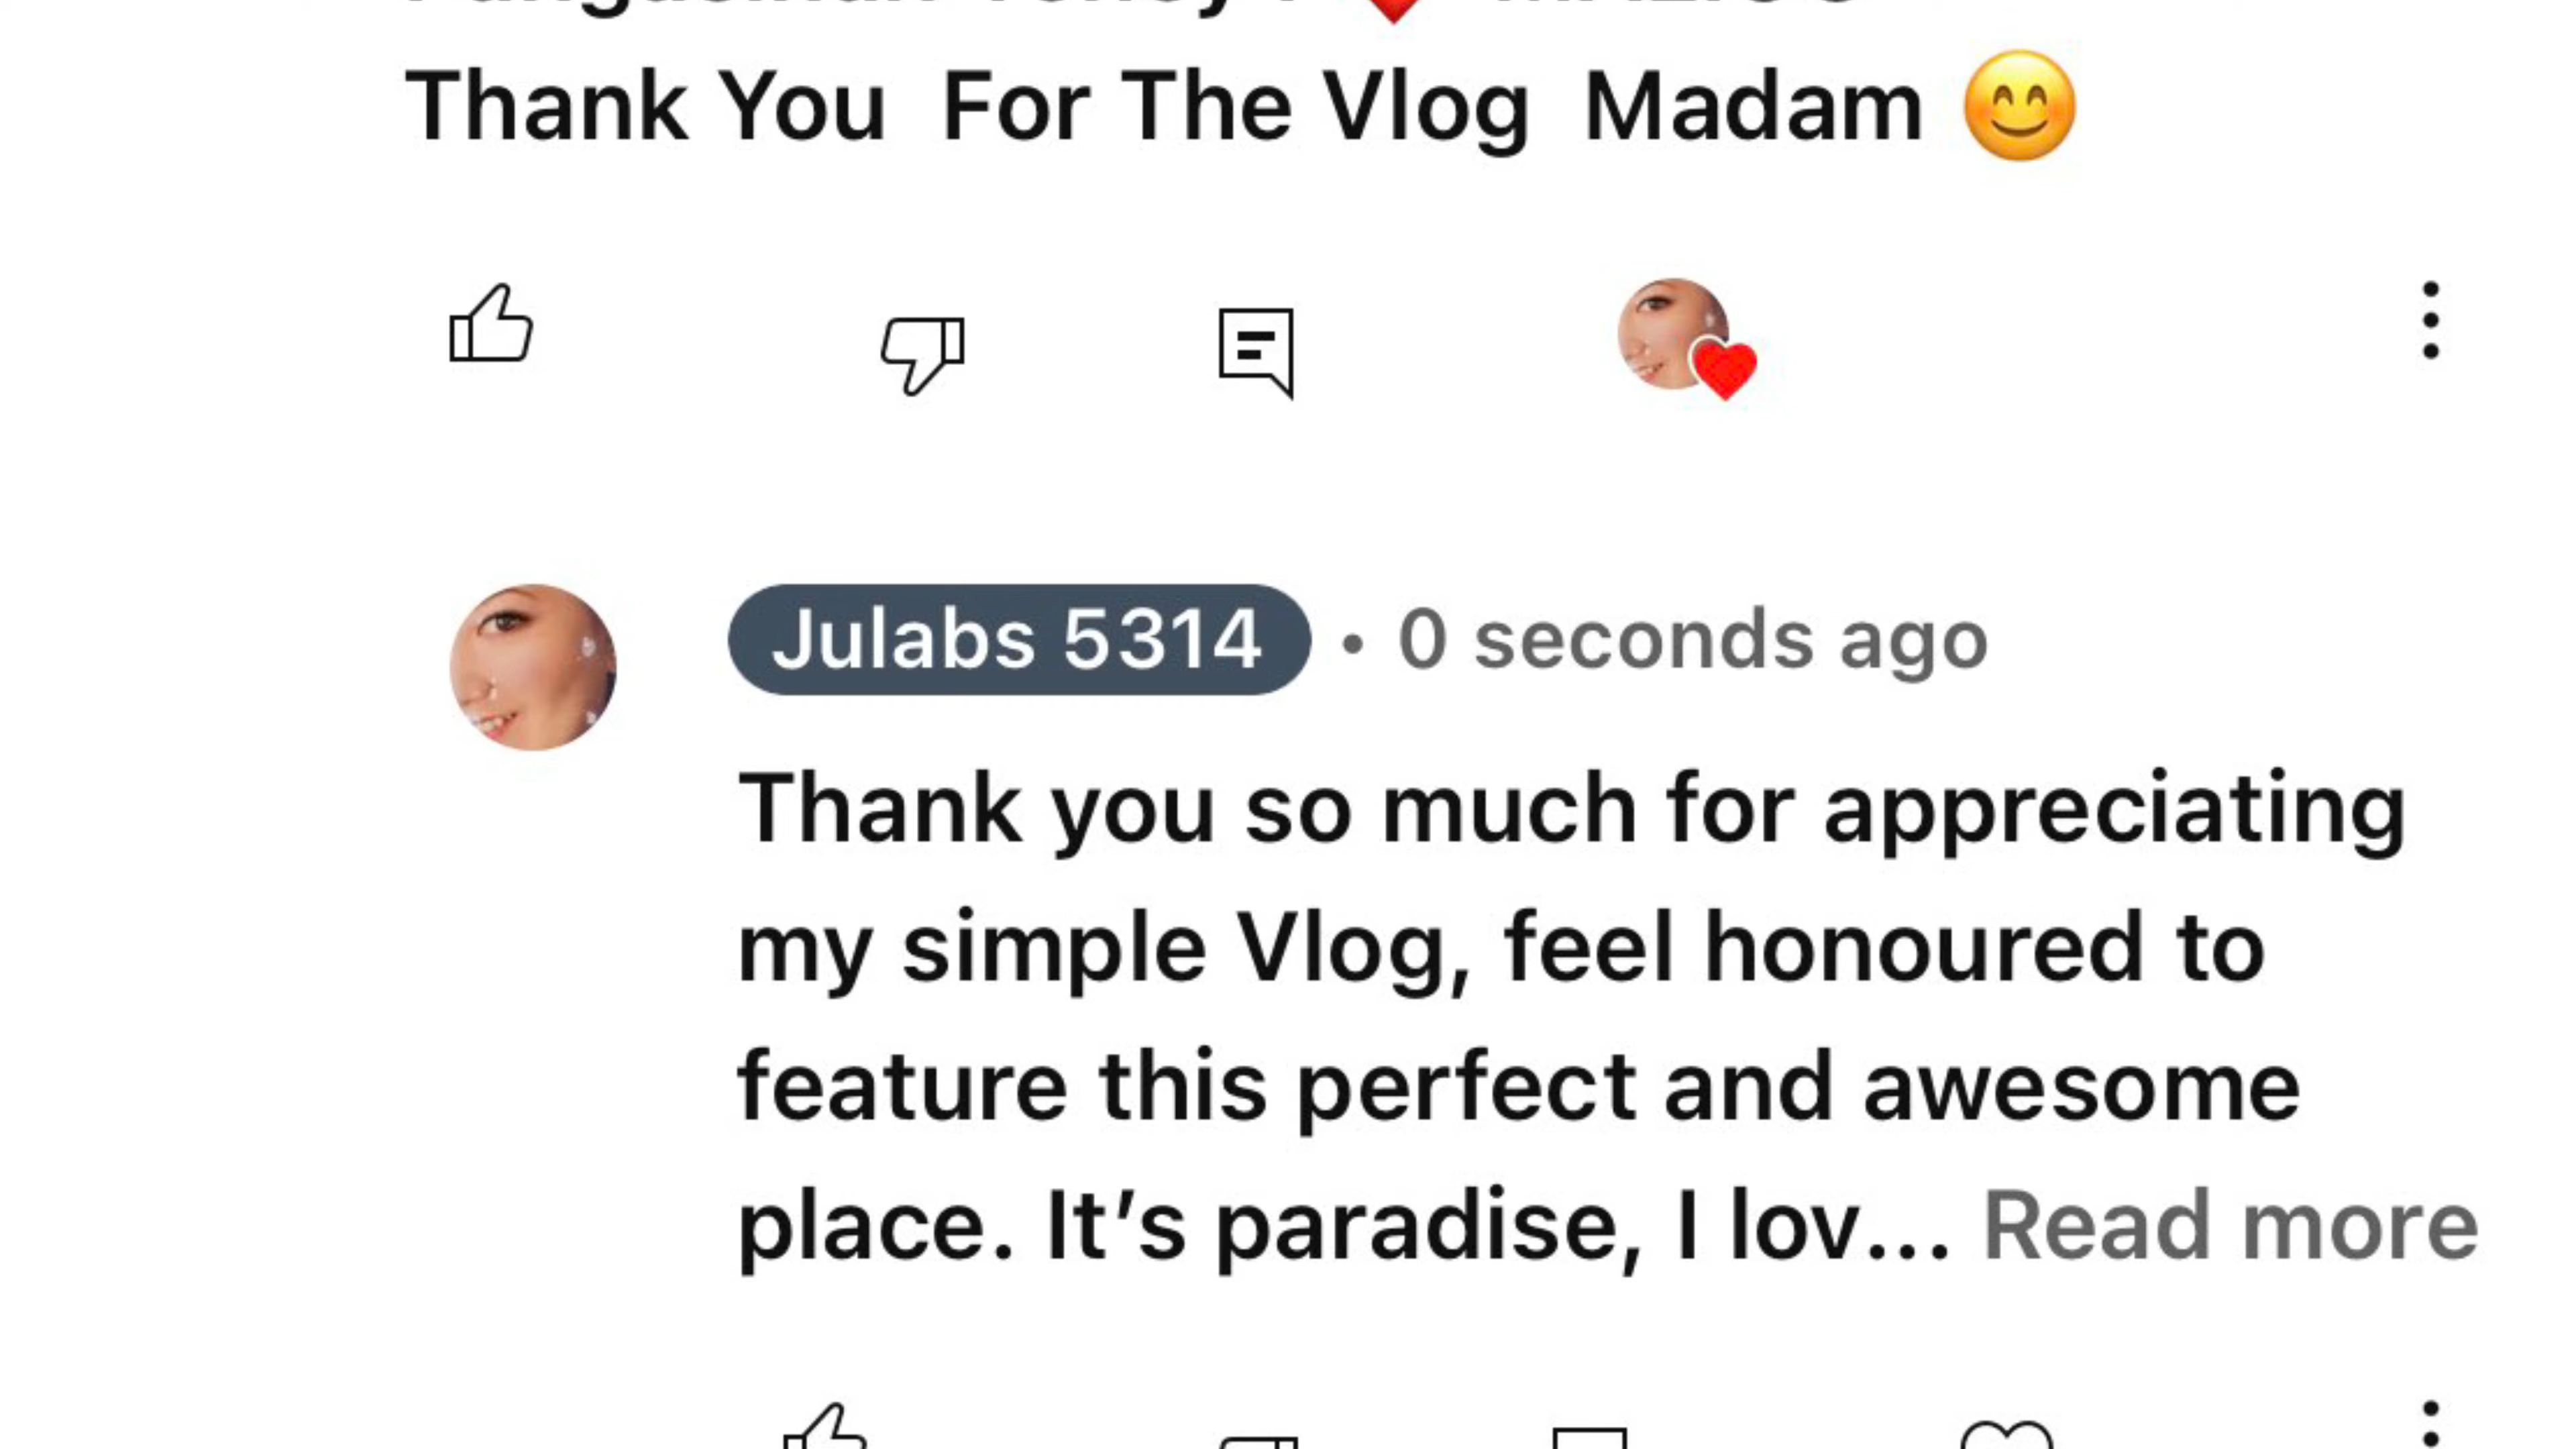 Thank You For The Vlog Madam 😊
Julabs 5314 • 0 seconds ago
Thank you so much for appreciating
my simple Vlog, feel honoured to
feature this perfect and awesome
place. It's paradise, I lov... Read more